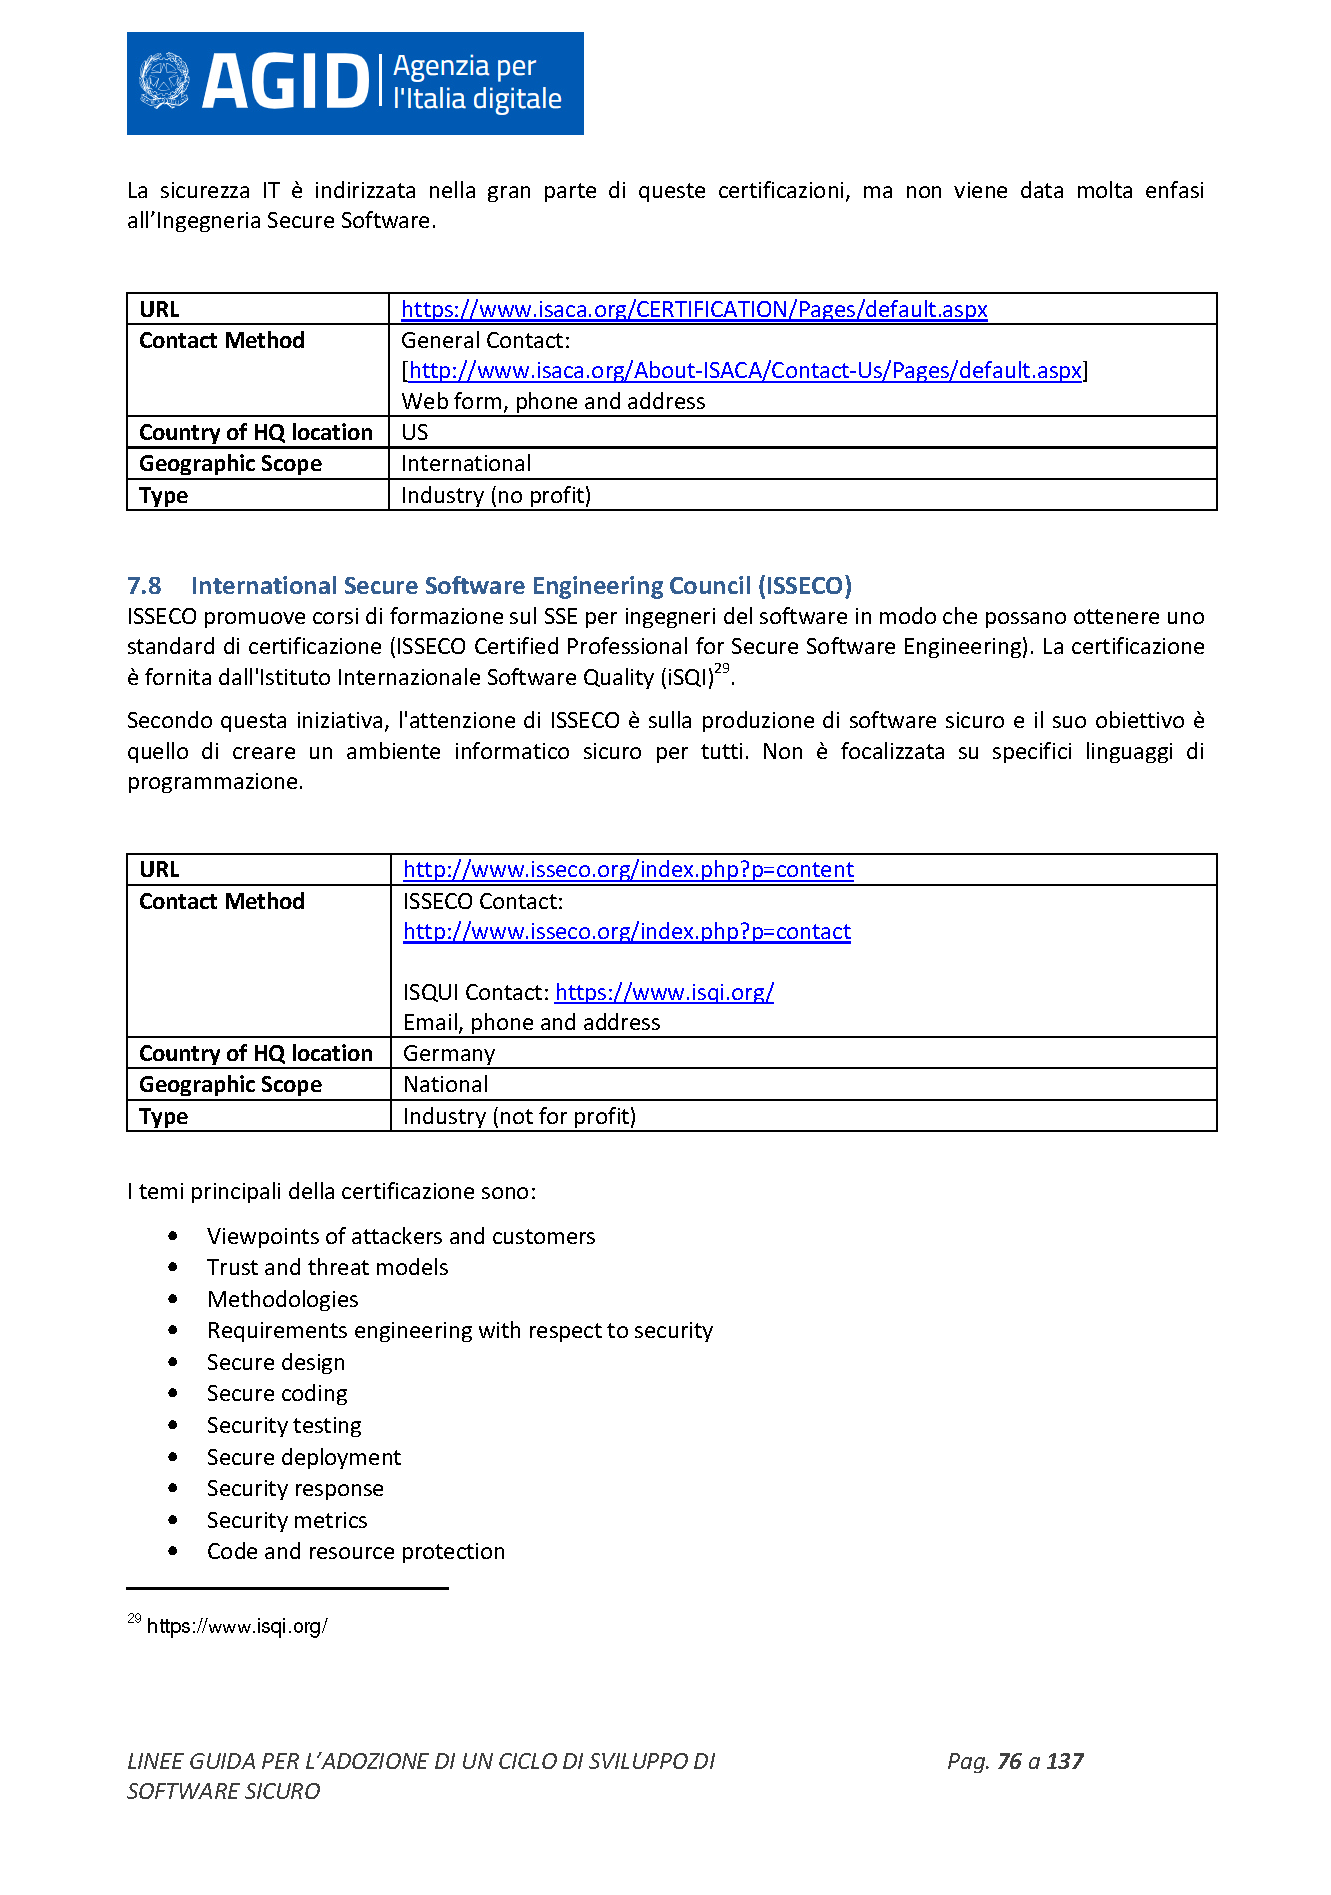 AGID
Agenzia per
l'Italia digitale
La sicurezza IT è indirizzata nella gran parte di queste certificazioni, ma non viene data molta enfasi
all’Ingegneria Secure Software.
URL https://www.isaca.org/CERTIFICATION/Pages/default.aspx
Contact Method General Contact:
[http://www.isaca.org/About-ISACA/Contact-Us/Pages/default.aspx]
Web form, phone and address
Country of HQ location US
Geographic Scope International
Type Industry (no profit)
7.8 International Secure Software Engineering Council (ISSECO)
ISSECO promuove corsi di formazione sul SSE per ingegneri del software in modo che possano ottenere uno
standard di certificazione (ISSECO Certified Professional for Secure Software Engineering). La certificazione
è fornita dall'Istituto Internazionale Software Quality (iSQI)29.
Secondo questa iniziativa, l'attenzione di ISSECO è sulla produzione di software sicuro e il suo obiettivo è
quello di creare un ambiente informatico sicuro per tutti. Non è focalizzata su specifici linguaggi di
programmazione.
URL http://www.isseco.org/index.php?p=content
Contact Method ISSECO Contact:
http://www.isseco.org/index.php?p=contact
ISQUI Contact: https://www.isqi.org/
Email, phone and address
Country of HQ location Germany
Geographic Scope National
Type Industry (not for profit)
I temi principali della certificazione sono:
• Viewpoints of attackers and customers
• Trust and threat models
• Methodologies
• Requirements engineering with respect to security
• Secure design
• Secure coding
• Security testing
• Secure deployment
• Security response
• Security metrics
• Code and resource protection
29 https://www.isqi.org/
LINEE GUIDA PER L’ADOZIONE DI UN CICLO DI SVILUPPO DI Pag. 76 a 137
SOFTWARE SICURO